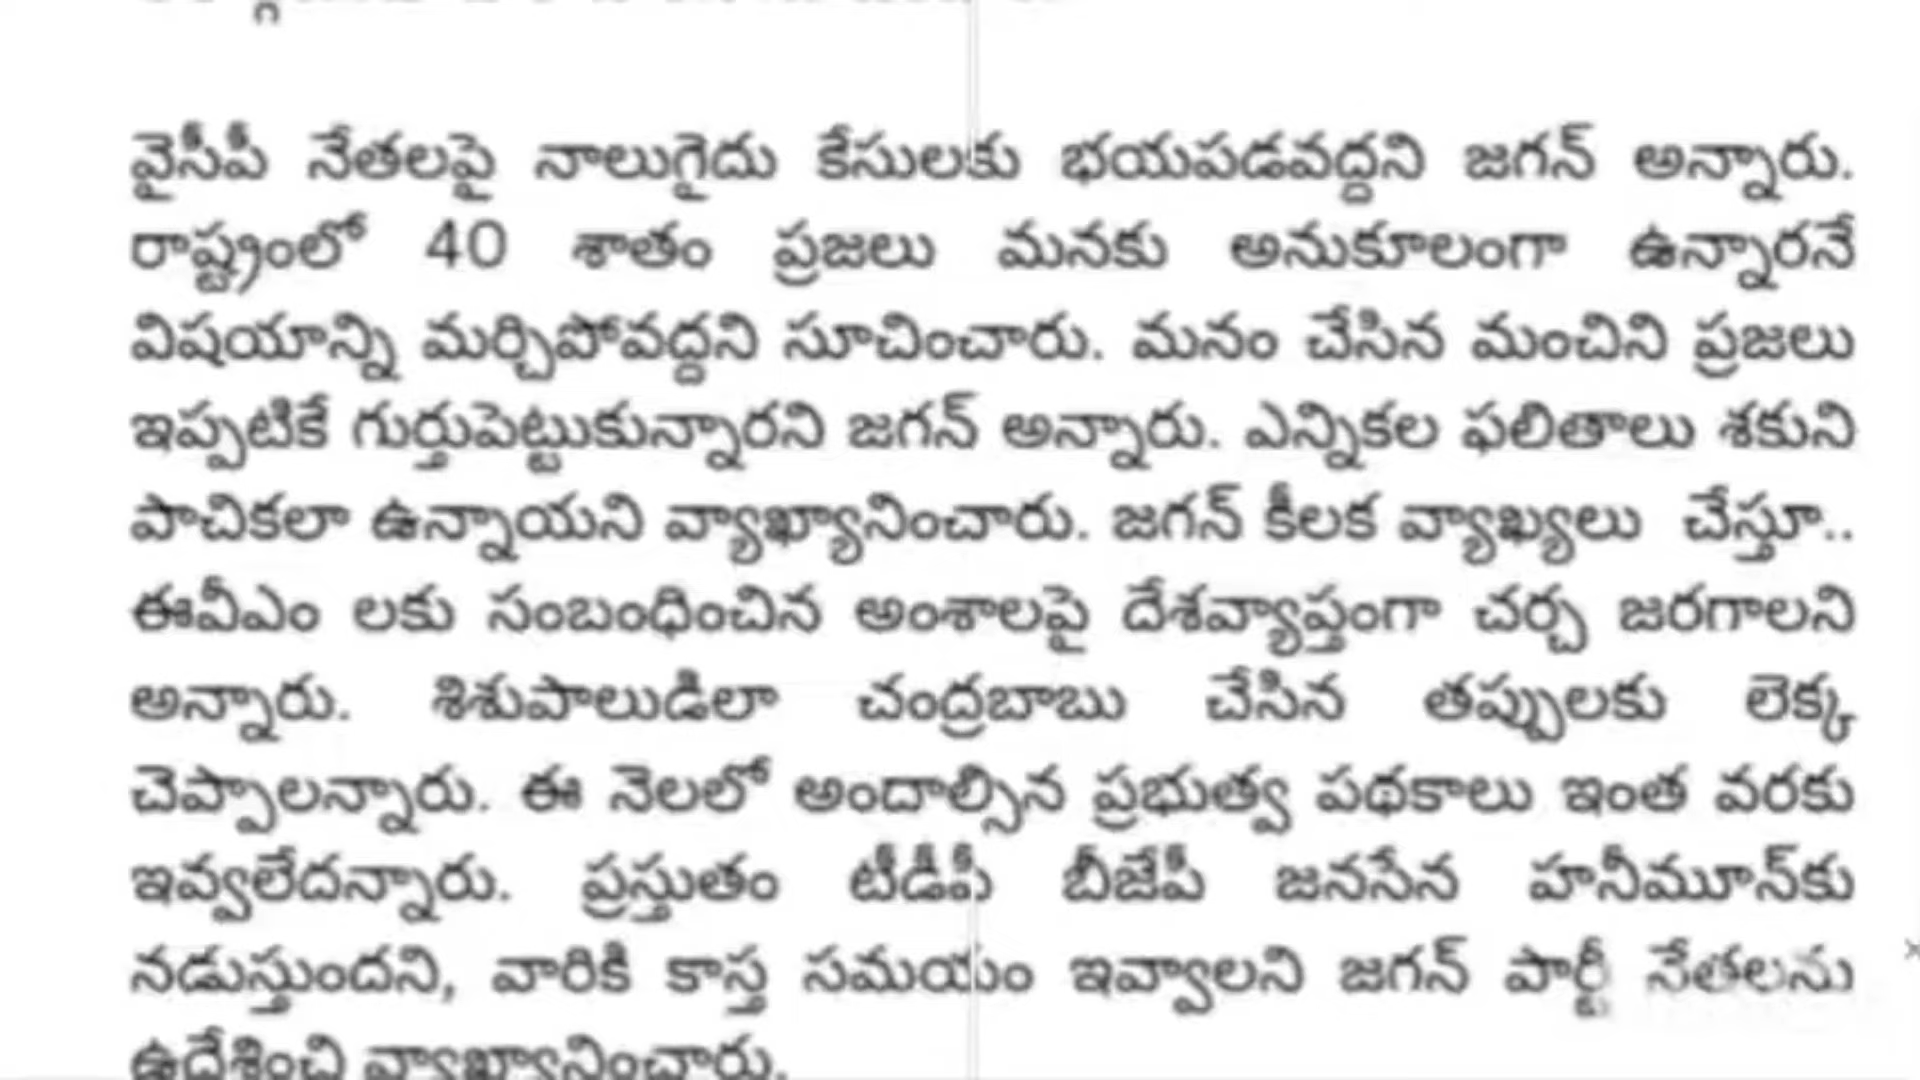 వైసీపీ నేతలపై నాలుగైదు కేసులకు భయపడవద్దని జగన్ అన్నారు.
రాష్ట్రంలో 40 శాతం ప్రజలు మనకు అనుకూలంగా ఉన్నారనే
విషయాన్ని మర్చిపోవద్దని సూచించారు. మనం చేసిన మంచిని ప్రజలు
ఇప్పటికే గుర్తుపెట్టుకున్నారని జగన్ అన్నారు. ఎన్నికల ఫలితాలు శకుని
పాచికలా ఉన్నాయని వ్యాఖ్యానించారు. జగన్ కీలక వ్యాఖ్యలు చేస్తూ..
ఈవీఎం లకు సంబంధించిన అంశాలపై దేశవ్యాప్తంగా చర్చ జరగాలని
అన్నారు. శిశుపాలుడిలా చంద్రబాబు చేసిన తప్పులకు లెక్క
చెప్పాలన్నారు. ఈ నెలలో అందాల్సిన ప్రభుత్వ పథకాలు ఇంత వరకు
ఇవ్వలేదన్నారు. ప్రస్తుతం టీడీపీ బీజేపీ జనసేన హనీమూన్‌కు
నడుస్తుందని, వారికి కాస్త సమయం ఇవ్వాలని జగన్ పార్టీ నేతలను
ఉదేశించి వ్యాఖ్యానించారు.